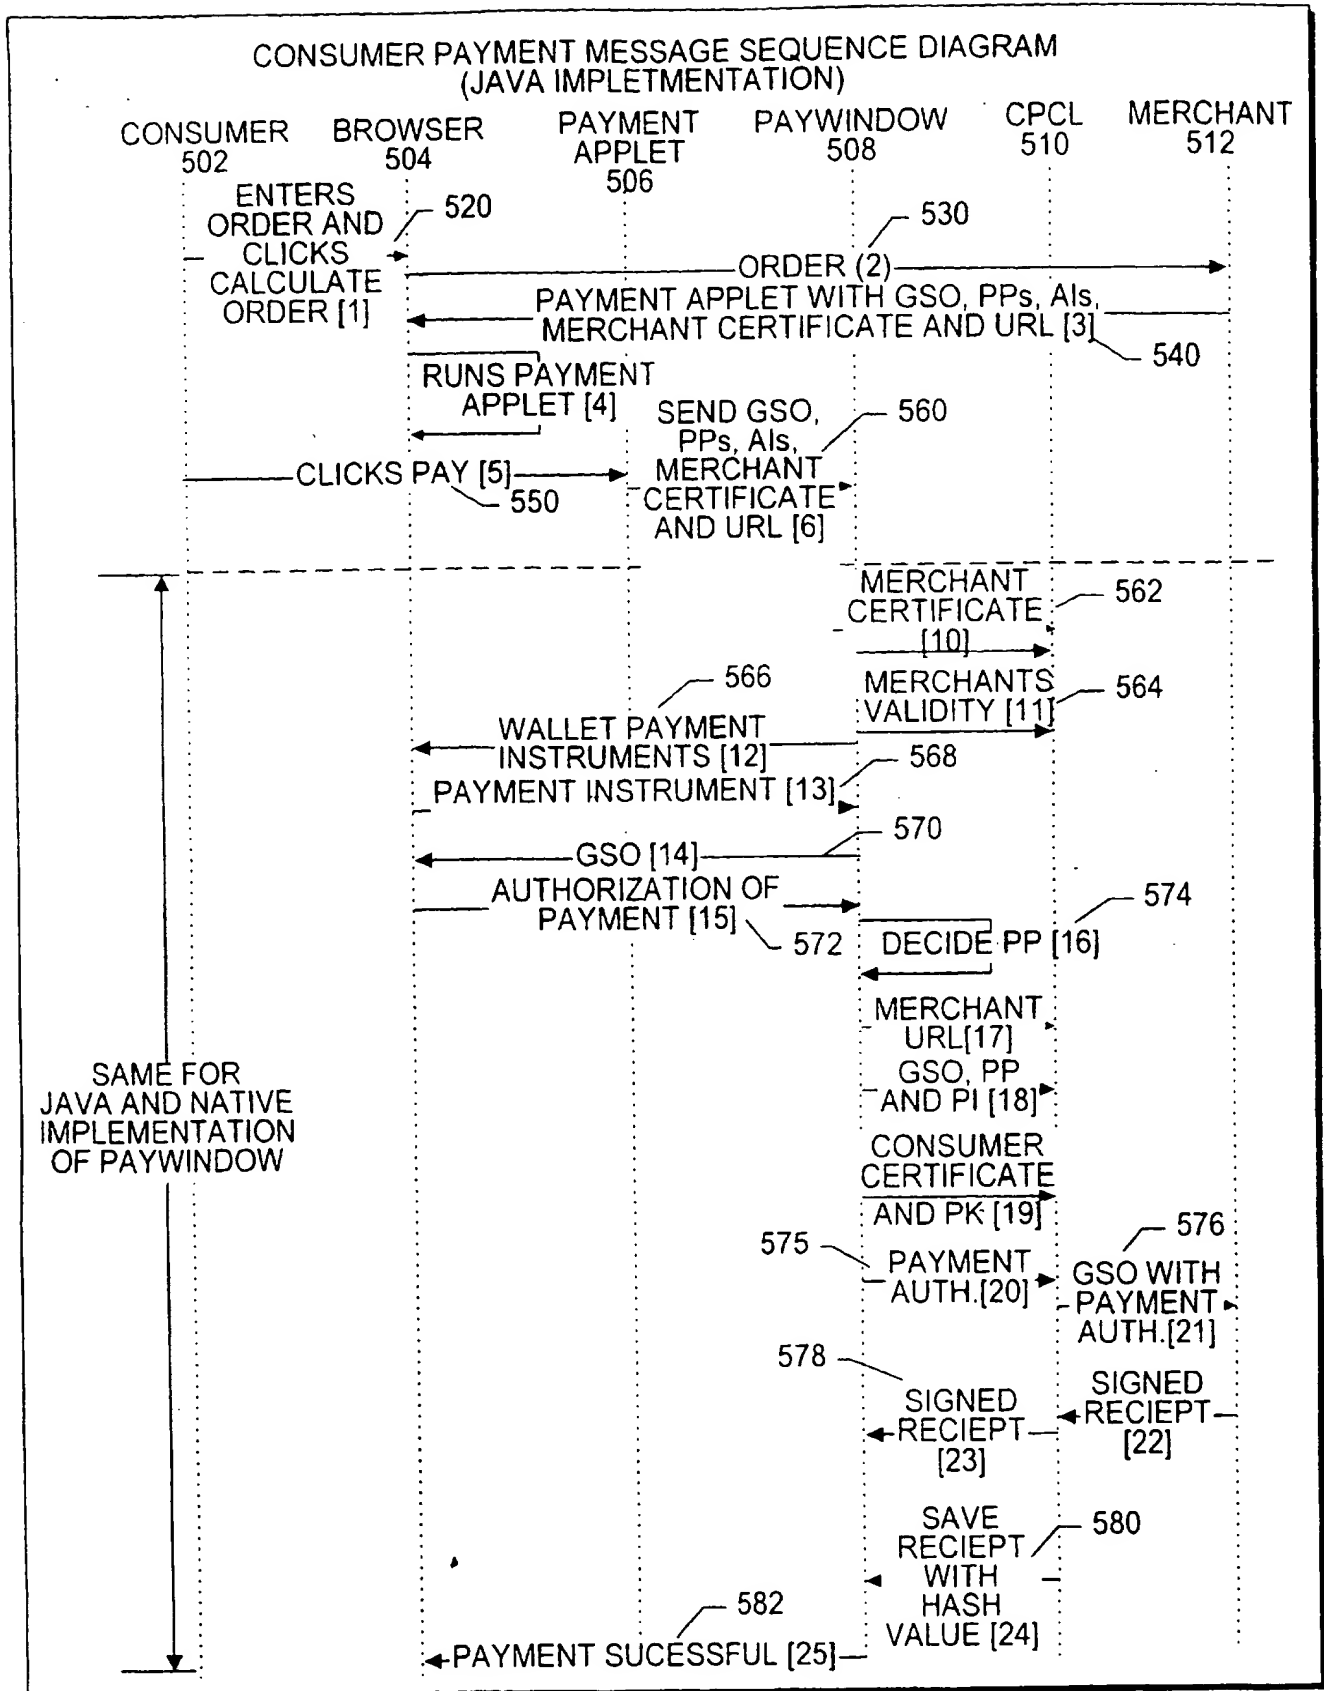 CONSUMER PAYMENT MESSAGE SEQUENCE DIAGRAM
(JAVA IMPLETMENTATION)
CONSUMER
502
BROWSER
504
PAYMENT
APPLET
506
PAYWINDOW
508
CPCL
510
MERCHANT
512
ENTERS
ORDER AND
CLICKS
CALCULATE
ORDER [1]
520
530
ORDER (2)
PAYMENT APPLET WITH GSO, PPs, AIs,
MERCHANT CERTIFICATE AND URL [3]
540
RUNS PAYMENT
APPLET [4]
SEND GSO,
PPs, AIs,
MERCHANT
CERTIFICATE
AND URL [6]
560
CLICKS PAY [5]
550
MERCHANT
CERTIFICATE
[10]
562
566
MERCHANTS
VALIDITY [11]
564
WALLET PAYMENT
INSTRUMENTS [12]
568
PAYMENT INSTRUMENT [13]
570
GSO [14]
AUTHORIZATION OF
PAYMENT [15]
572
574
DECIDE PP [16]
MERCHANT
URL[17]
GSO, PP
AND PI [18]
SAME FOR
JAVA AND NATIVE
IMPLEMENTATION
OF PAYWINDOW
CONSUMER
CERTIFICATE
AND PK [19]
575
PAYMENT
AUTH.[20]
576
GSO WITH
PAYMENT
AUTH.[21]
578
SIGNED
RECIEPT
[22]
SIGNED
RECIEPT
[23]
SAVE
RECIEPT
WITH
HASH
VALUE [24]
580
582
PAYMENT SUCESSFUL [25]